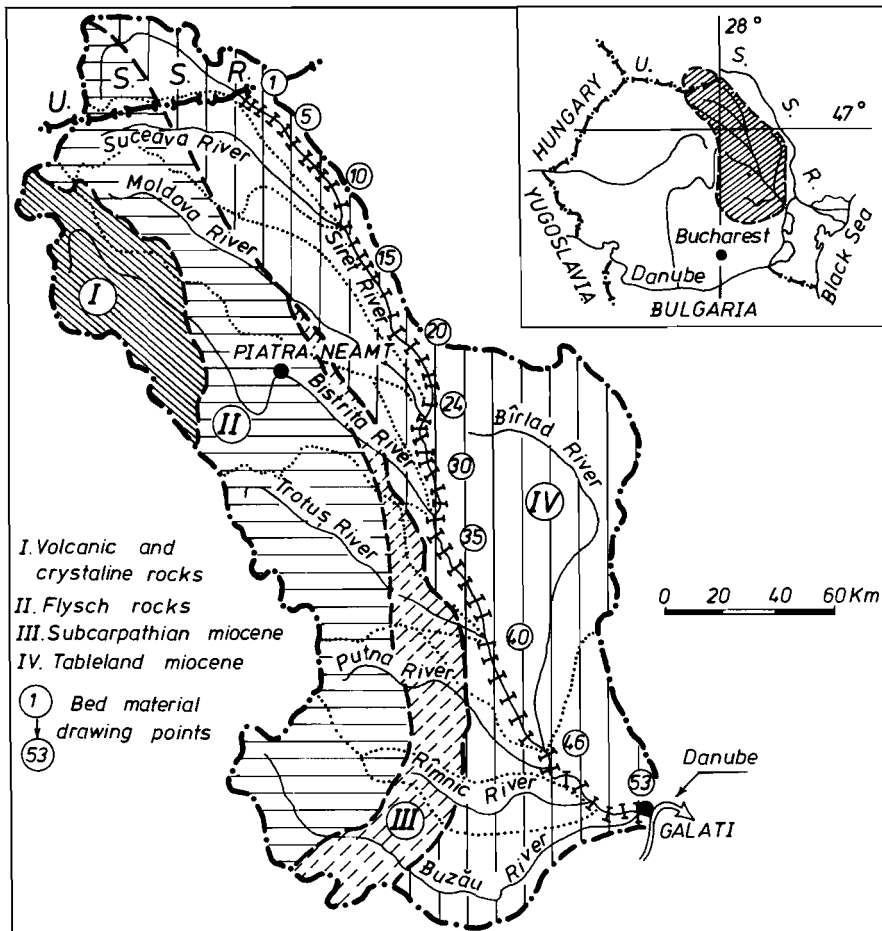 U. S. S. R.
1
5
10
15
20
24
30
35
40
46
53
Suceava River
Moldova River
Siret River
PIATRA NEAMT
Bistrita River
Bîrlad River
Trotus River
Putna River
Rîmnic River
Buzău River
I
II
III
IV
Danube
GALATI
I. Volcanic and
crystaline rocks
II. Flysch rocks
III. Subcarpathian miocene
IV. Tableland miocene
1 Bed material
drawing points
53
0 20 40 60 Km
28°
47°
U. S. S. R.
HUNGARY
YUGOSLAVIA
Bucharest
Danube
BULGARIA
Black Sea